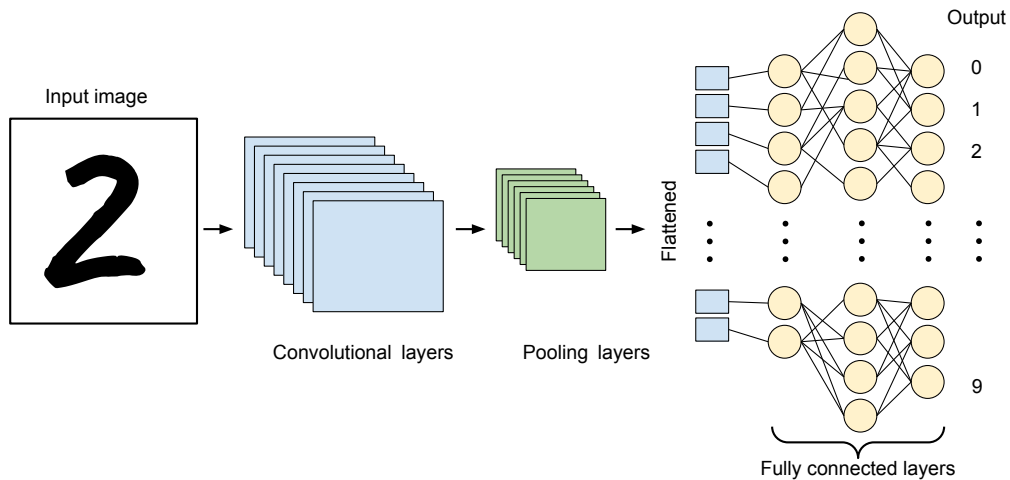 Input image
2
Convolutional layers
Pooling layers
Flattened
Output
0
1
2
9
Fully connected layers